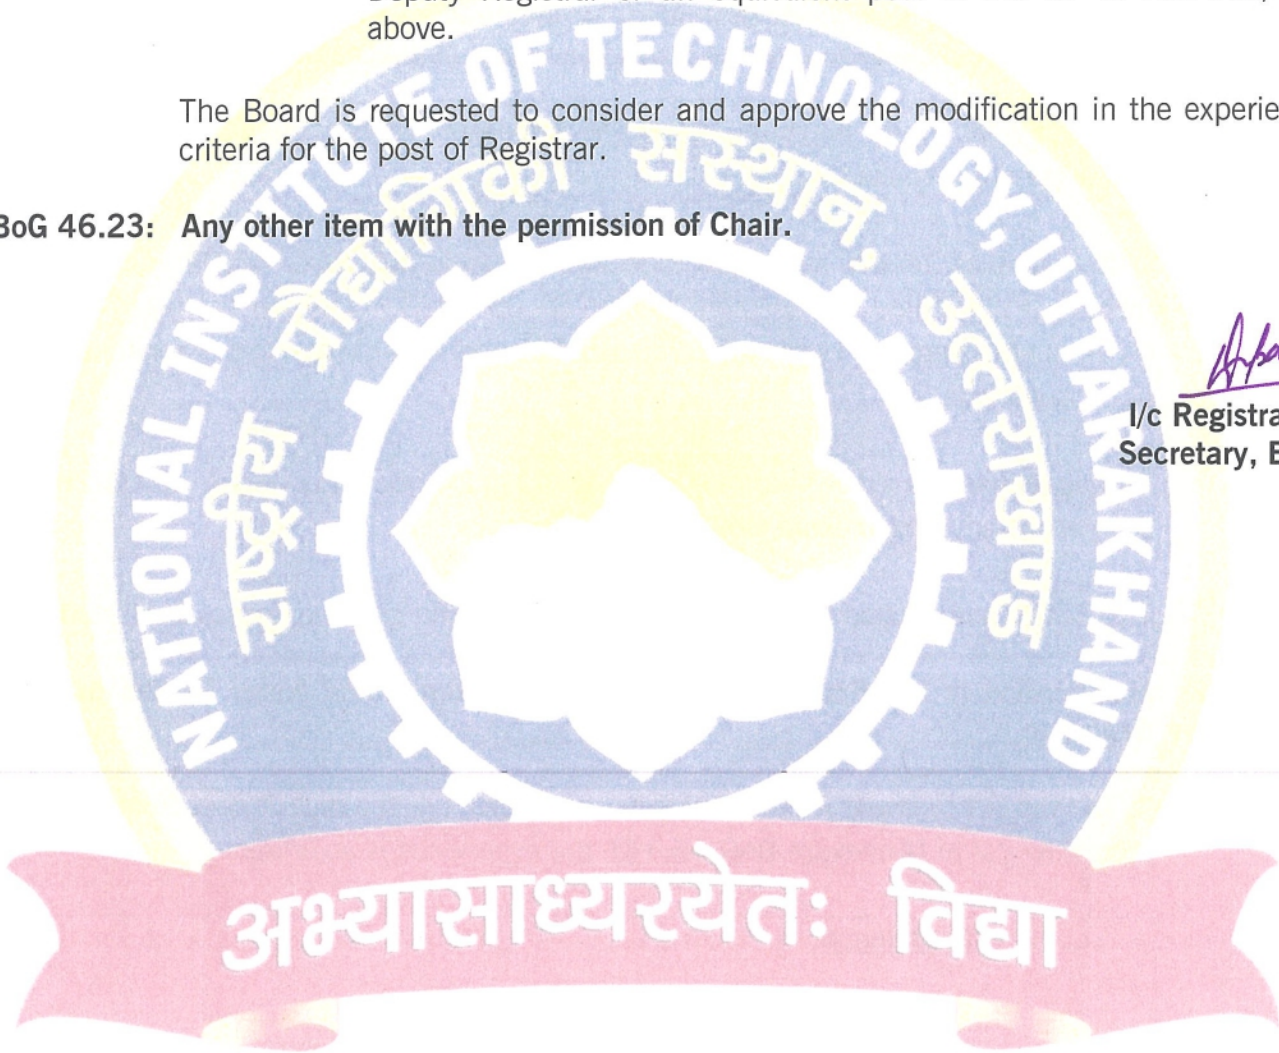 above.
The Board is requested to consider and approve the modification in the experie
criteria for the post of Registrar.
BoG 46.23: Any other item with the permission of Chair.
I/c Registra
Secretary, B
NATIONAL INSTITUTE OF TECHNOLOGY, UTTARAKHAND
राष्ट्रीय प्रौद्योगिकी संस्थान, उत्तराखण्ड
अभ्यासाध्यरयेतः विद्या